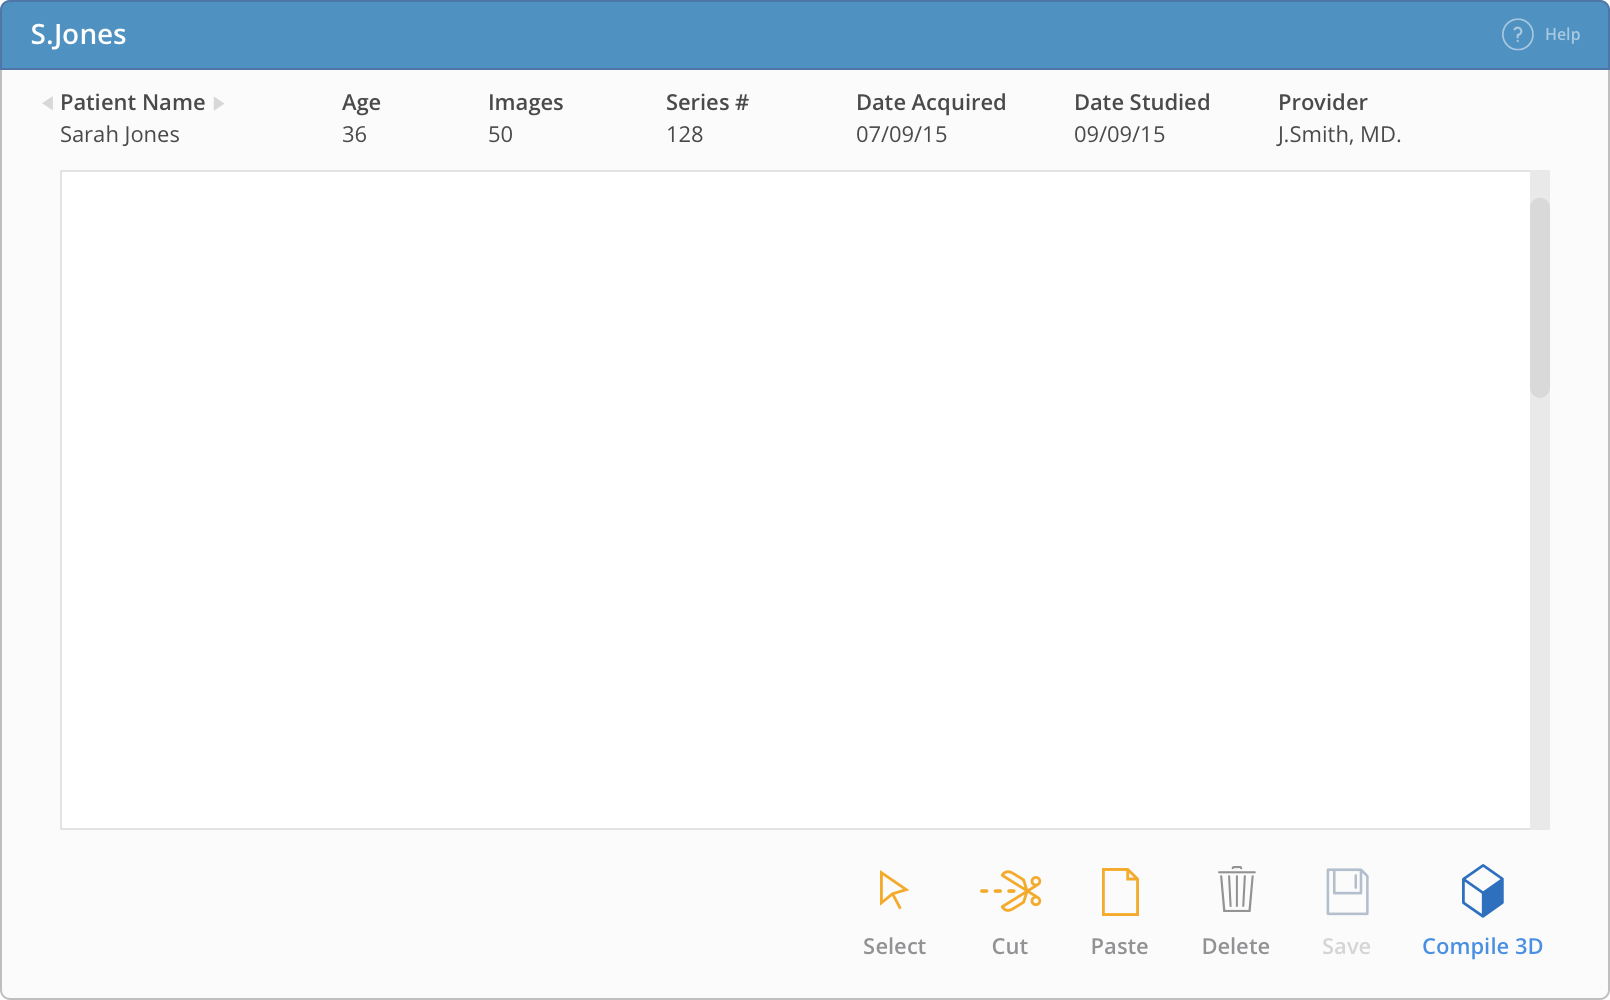 S.Jones
? Help
Patient Name Age Images Series # Date Acquired Date Studied Provider
Sarah Jones 36 50 128 07/09/15 09/09/15 J.Smith, MD.
Select Cut Paste Delete Save Compile 3D